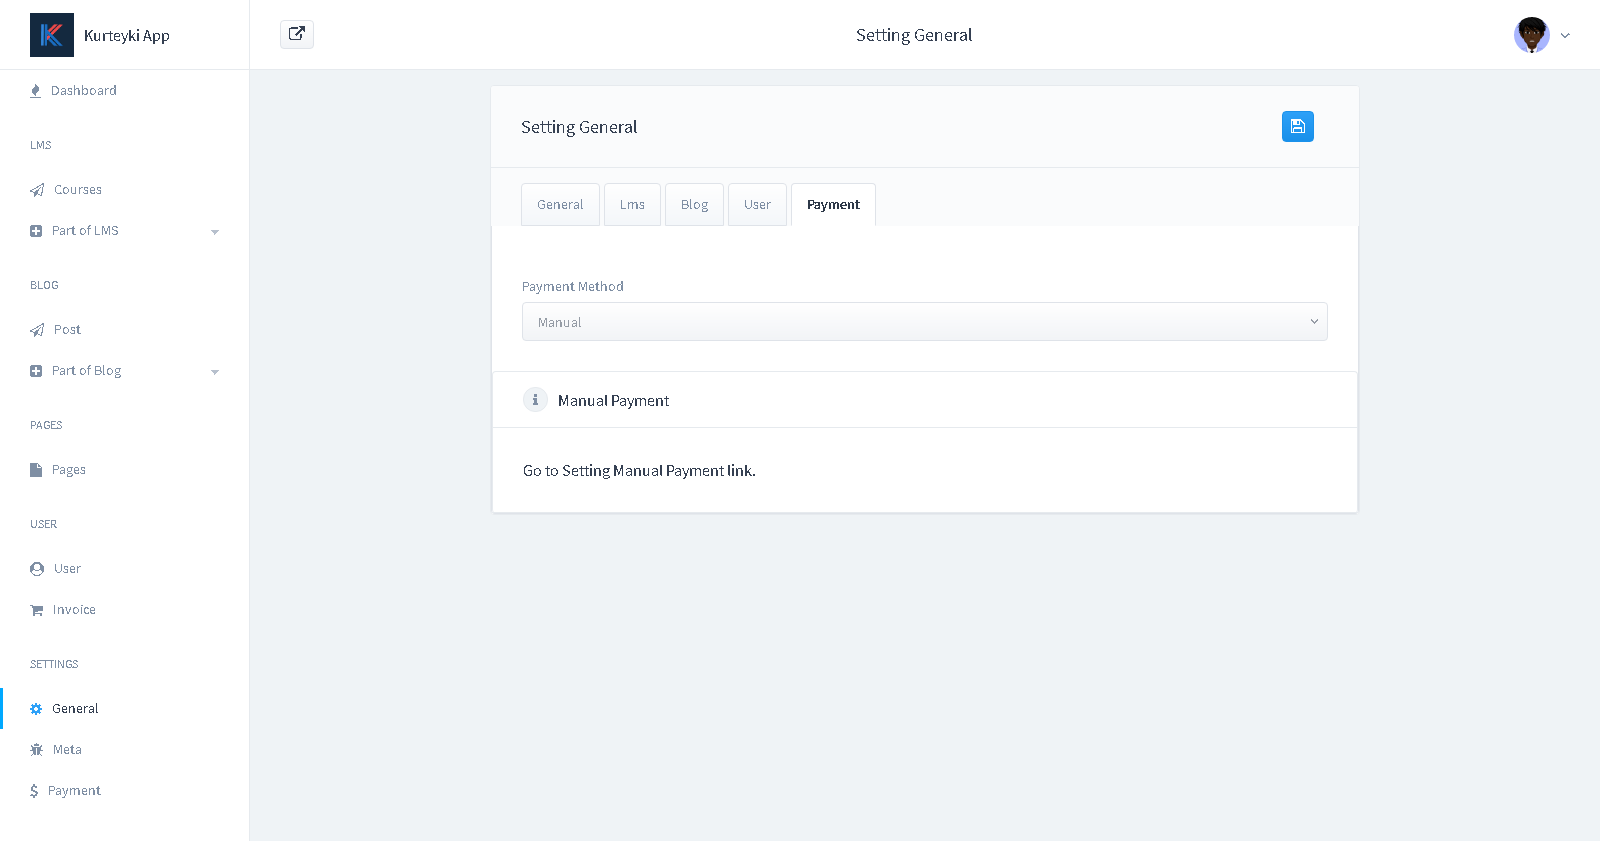 Kurteyki App
Setting General
Dashboard
LMS
Courses
Part of LMS
BLOG
Post
Part of Blog
PAGES
Pages
USER
User
Invoice
SETTINGS
General
Meta
Payment
Setting General
General
Lms
Blog
User
Payment
Payment Method
Manual
Manual Payment
Go to Setting Manual Payment link.